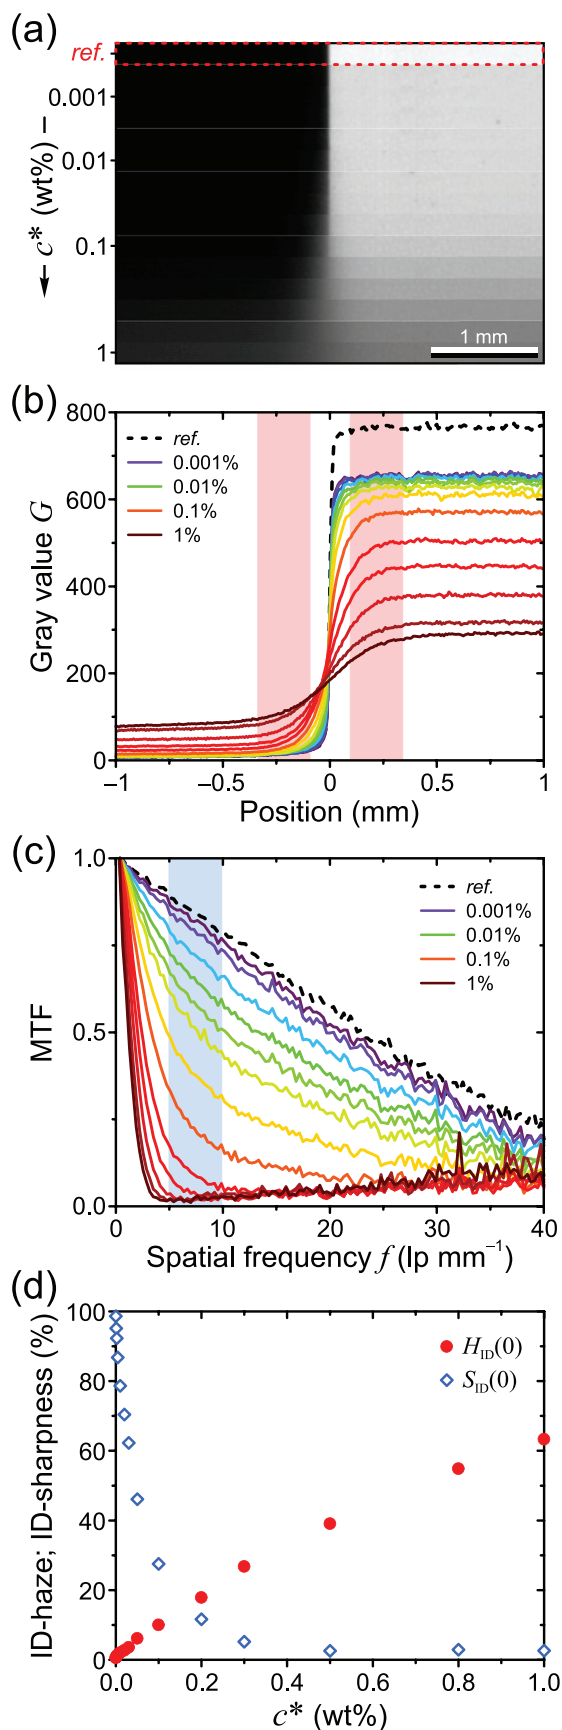 (a)
ref.
0.001
0.01
0.1
1
c* (wt%)
1 mm
(b)
800
600
400
200
0
Gray value G
ref.
0.001%
0.01%
0.1%
1%
–1
–0.5
0
0.5
1
Position (mm)
(c)
1.0
0.5
0.0
MTF
ref.
0.001%
0.01%
0.1%
1%
0
10
20
30
40
Spatial frequency f (lp mm⁻¹)
(d)
100
80
60
40
20
0
ID-haze; ID-sharpness (%)
H_ID(0)
S_ID(0)
0.0
0.2
0.4
0.6
0.8
1.0
c* (wt%)